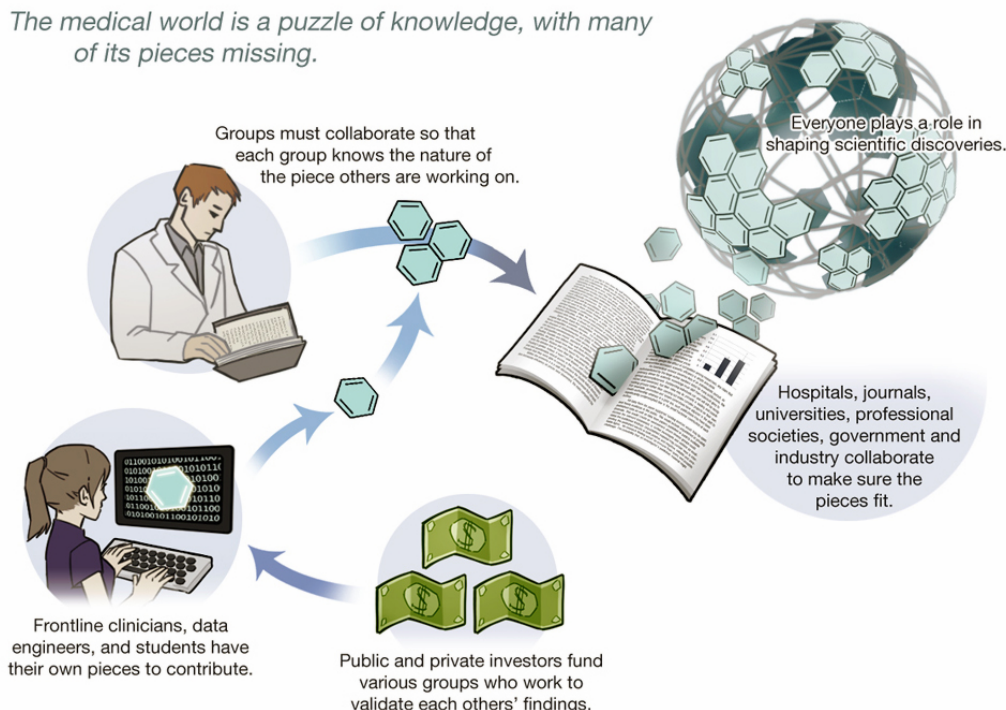 The medical world is a puzzle of knowledge, with many
of its pieces missing.
Groups must collaborate so that
each group knows the nature of
the piece others are working on.
Everyone plays a role in
shaping scientific discoveries.
Hospitals, journals,
universities, professional
societies, government and
industry collaborate
to make sure the
pieces fit.
Frontline clinicians, data
engineers, and students have
their own pieces to contribute.
Public and private investors fund
various groups who work to
validate each others' findings.